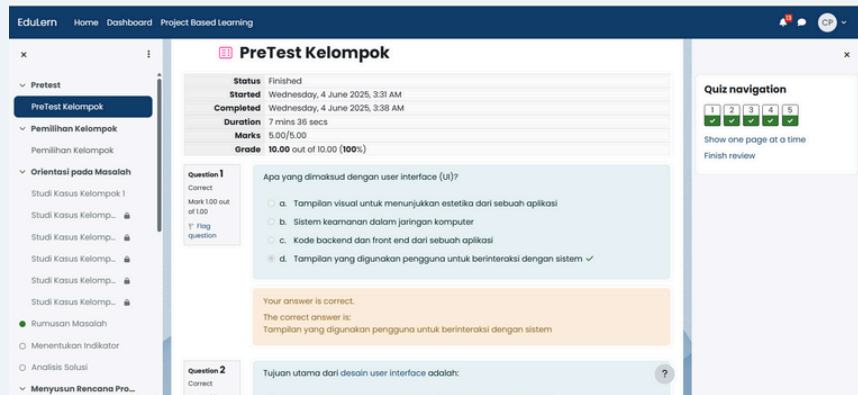 EduLern Home Dashboard Project Based Learning 13 CP
Pretest
PreTest Kelompok
Pemilihan Kelompok
Pemilihan Kelompok
Orientasi pada Masalah
Studi Kasus Kelompok 1
Studi Kasus Kelomp...
Studi Kasus Kelomp...
Studi Kasus Kelomp...
Studi Kasus Kelomp...
Studi Kasus Kelomp...
Rumusan Masalah
Menentukan Indikator
Analisis Solusi
Menyusun Rencana Pro...
PreTest Kelompok
Status Finished
Started Wednesday, 4 June 2025, 3:31 AM
Completed Wednesday, 4 June 2025, 3:38 AM
Duration 7 mins 36 secs
Marks 5.00/5.00
Grade 10.00 out of 10.00 (100%)
Question 1
Correct
Mark 1.00 out
of 1.00
Flag
question
Apa yang dimaksud dengan user interface (UI)?
a. Tampilan visual untuk menunjukkan estetika dari sebuah aplikasi
b. Sistem keamanan dalam jaringan komputer
c. Kode backend dan front end dari sebuah aplikasi
d. Tampilan yang digunakan pengguna untuk berinteraksi dengan sistem
Your answer is correct.
The correct answer is:
Tampilan yang digunakan pengguna untuk berinteraksi dengan sistem
Question 2
Correct
Tujuan utama dari desain user interface adalah:
?
Quiz navigation
1 2 3 4 5
Show one page at a time
Finish review